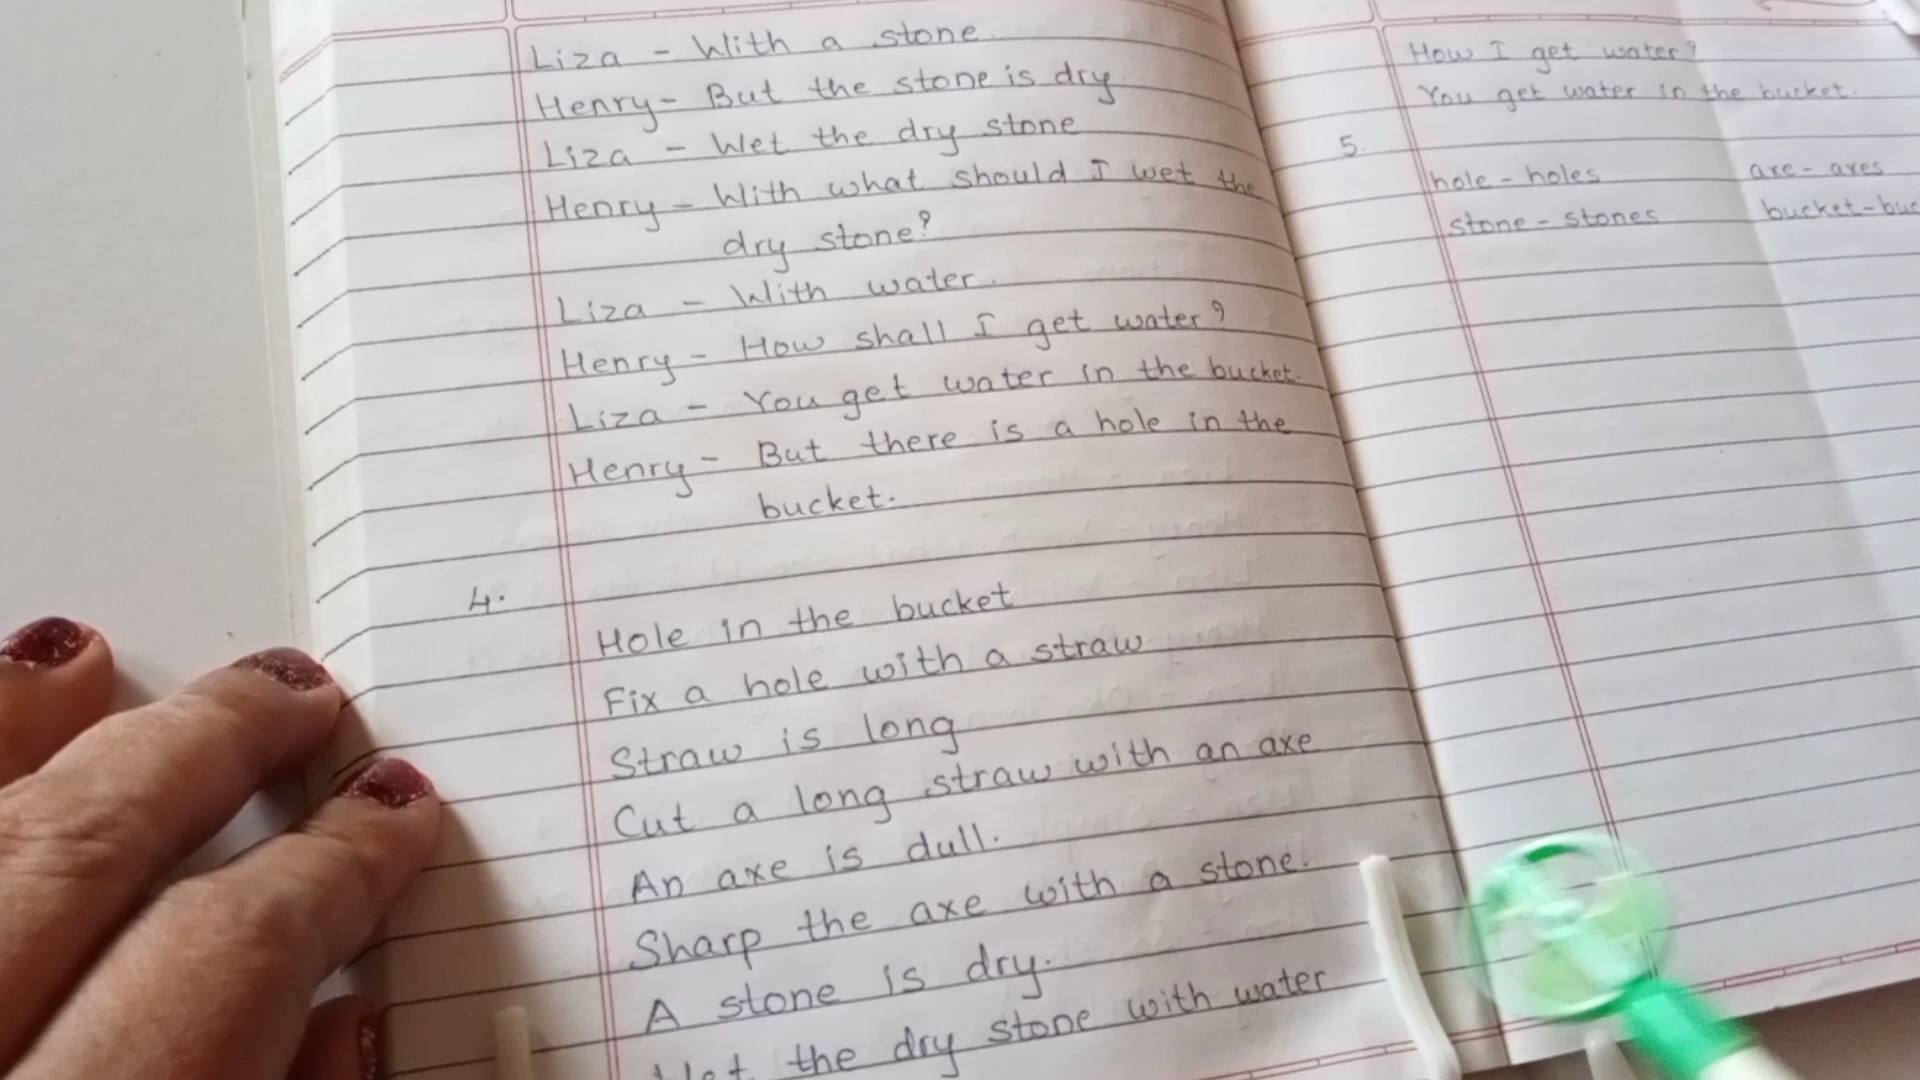 Liza - With a stone
Henry - But the stone is dry.
Liza - Wet the dry stone
Henry - With what should I wet the
dry stone?
Liza - With water.
Henry - How shall I get water?
Liza - You get water in the bucket.
Henry - But there is a hole in the
bucket.
4.
Hole in the bucket
Fix a hole with a straw
Straw is long
Cut a long straw with an axe
An axe is dull.
Sharp the axe with a stone.
A stone is dry.
Wet the dry stone with water
How I get water?
You get water in the bucket.
5.
hole - holes axe - axes
stone - stones bucket - buc